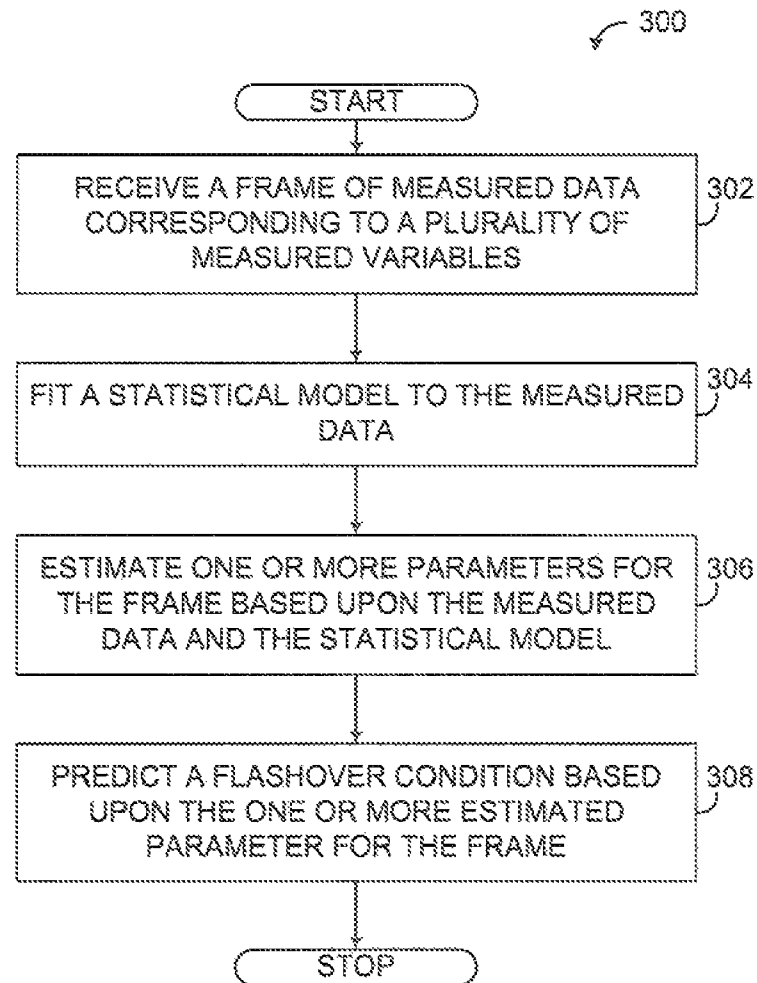 300
START
RECEIVE A FRAME OF MEASURED DATA
CORRESPONDING TO A PLURALITY OF
MEASURED VARIABLES
302
FIT A STATISTICAL MODEL TO THE MEASURED
DATA
304
ESTIMATE ONE OR MORE PARAMETERS FOR
THE FRAME BASED UPON THE MEASURED
DATA AND THE STATISTICAL MODEL
306
PREDICT A FLASHOVER CONDITION BASED
UPON THE ONE OR MORE ESTIMATED
PARAMETER FOR THE FRAME
308
STOP